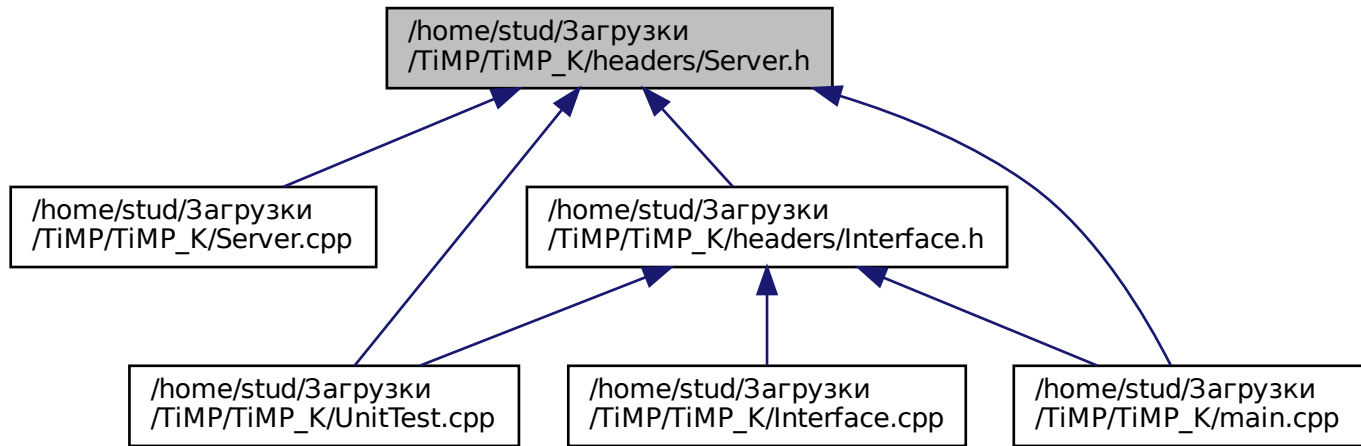 /home/stud/Загрузки
/TiMP/TiMP_K/headers/Server.h
/home/stud/Загрузки
/TiMP/TiMP_K/Server.cpp
/home/stud/Загрузки
/TiMP/TiMP_K/headers/Interface.h
/home/stud/Загрузки
/TiMP/TiMP_K/UnitTest.cpp
/home/stud/Загрузки
/TiMP/TiMP_K/Interface.cpp
/home/stud/Загрузки
/TiMP/TiMP_K/main.cpp